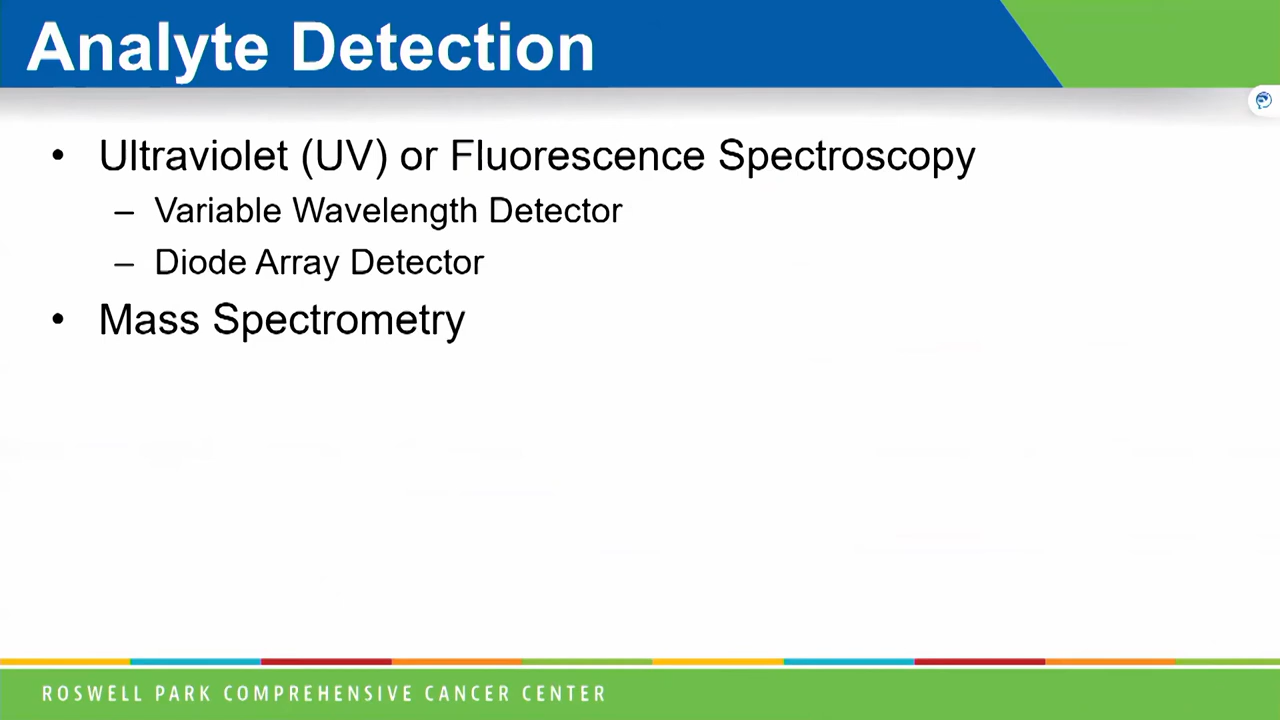 Analyte Detection
• Ultraviolet (UV) or Fluorescence Spectroscopy
– Variable Wavelength Detector
– Diode Array Detector
• Mass Spectrometry
ROSWELL PARK COMPREHENSIVE CANCER CENTER